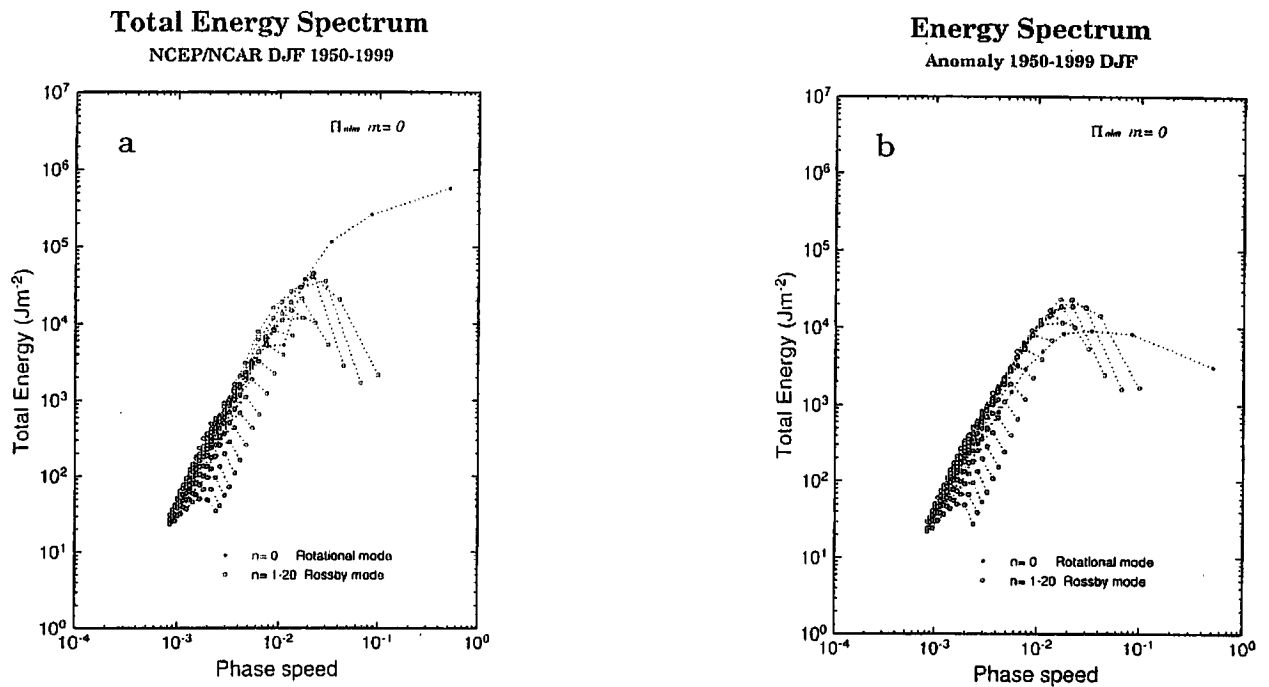 Total Energy Spectrum
NCEP/NCAR DJF 1950-1999
10⁷
10⁶
10⁵
10⁴
10³
10²
10¹
10⁰
Total Energy (Jm⁻²)
a
m= 0
n= 0 Rotational mode
n= 1-20 Rossby mode
10⁻⁴ 10⁻³ 10⁻² 10⁻¹ 10⁰
Phase speed
Energy Spectrum
Anomaly 1950-1999 DJF
10⁷
10⁶
10⁵
10⁴
10³
10²
10¹
10⁰
Total Energy (Jm⁻²)
b
m= 0
n= 0 Rotational mode
n= 1-20 Rossby mode
10⁻⁴ 10⁻³ 10⁻² 10⁻¹ 10⁰
Phase speed